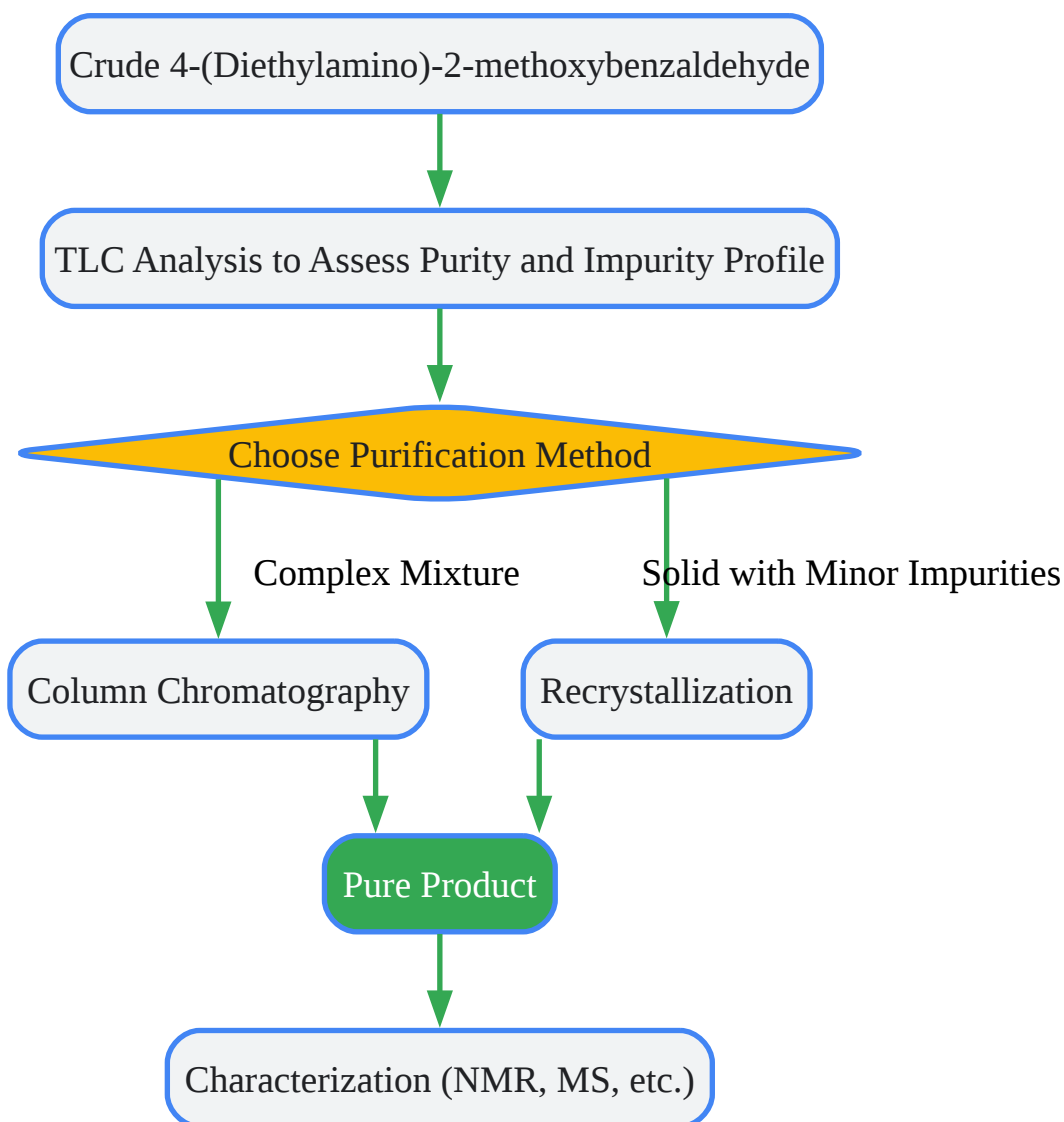 Crude 4-(Diethylamino)-2-methoxybenzaldehyde
TLC Analysis to Assess Purity and Impurity Profile
Choose Purification Method
Complex Mixture
Solid with Minor Impurities
Column Chromatography
Recrystallization
Pure Product
Characterization (NMR, MS, etc.)